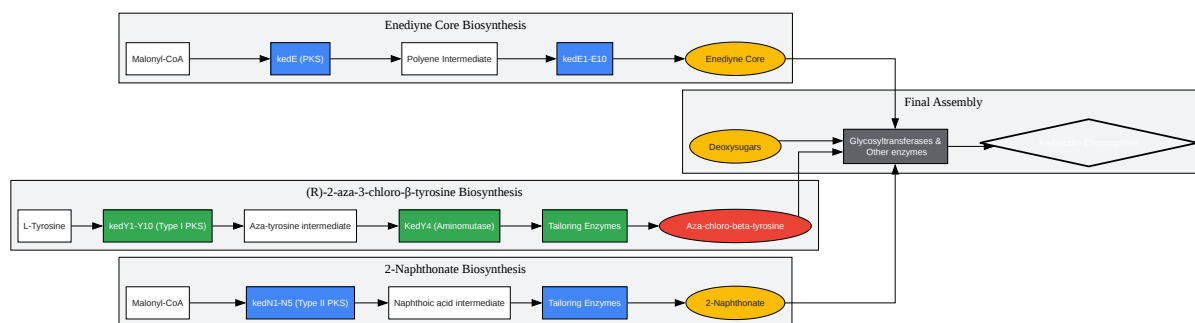 Enediyne Core Biosynthesis
Malonyl-CoA
kedE (PKS)
Polyene Intermediate
kedE1-E10
Enediyne Core
Final Assembly
Deoxysugars
Glycosyltransferases &
Other enzymes
(R)-2-aza-3-chloro-β-tyrosine Biosynthesis
L-Tyrosine
kedY1-Y10 (Type I PKS)
Aza-tyrosine intermediate
KedY4 (Aminomutase)
Tailoring Enzymes
Aza-chloro-beta-tyrosine
2-Naphthonate Biosynthesis
Malonyl-CoA
kedN1-N5 (Type II PKS)
Naphthoic acid intermediate
Tailoring Enzymes
2-Naphthonate